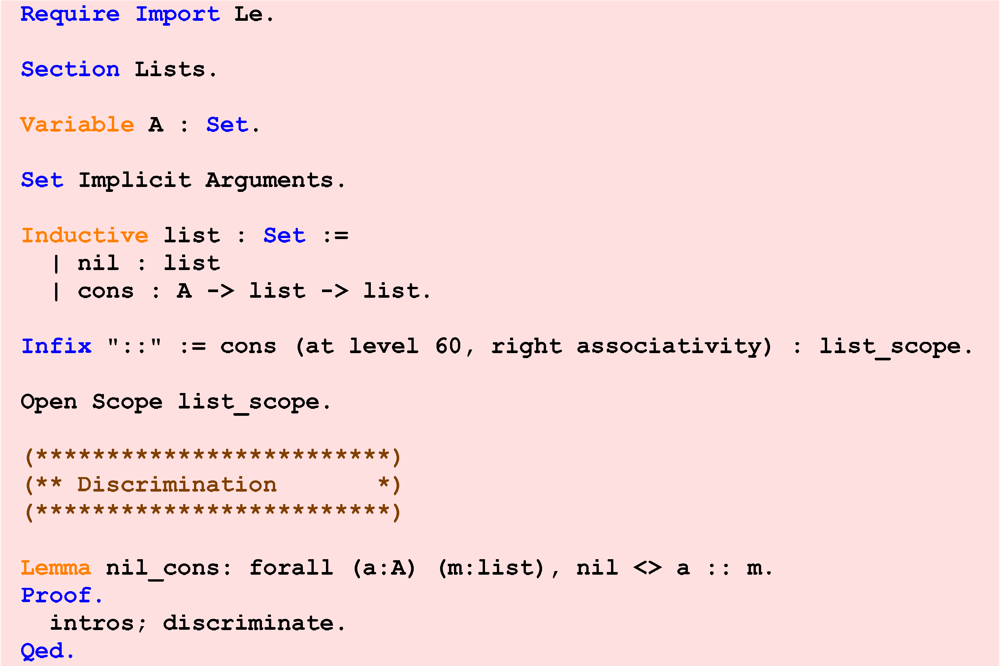 Require Import Le.
Section Lists.
Variable A : Set.
Set Implicit Arguments.
Inductive list : Set :=
  | nil : list
  | cons : A -> list -> list.
Infix "::" := cons (at level 60, right associativity) : list_scope.
Open Scope list_scope.
(*************************)
(** Discrimination       *)
(*************************)
Lemma nil_cons: forall (a:A) (m:list), nil <> a :: m.
Proof.
  intros; discriminate.
Qed.